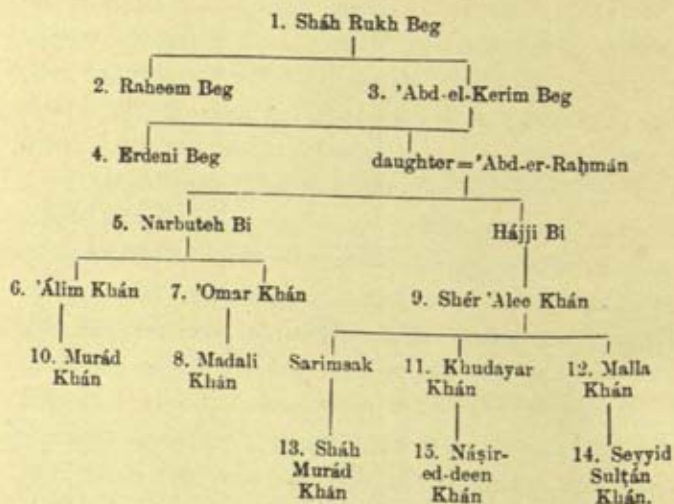 1. Sháh Rukh Beg
2. Raheem Beg 3. 'Abd-el-Kerim Beg
4. Erdeni Beg daughter = 'Abd-er-Raḥmán
5. Narbuteh Bi Hájji Bi
6. 'Álim Khán 7. 'Omar Khán 9. Shér 'Alee Khán
10. Murád Khán 8. Madali Khán Sarimsak 11. Khudayar Khán 12. Malla Khán
13. Sháh Murád Khán 15. Náṣir-ed-deen Khán 14. Seyyid Sulṭán Khán.